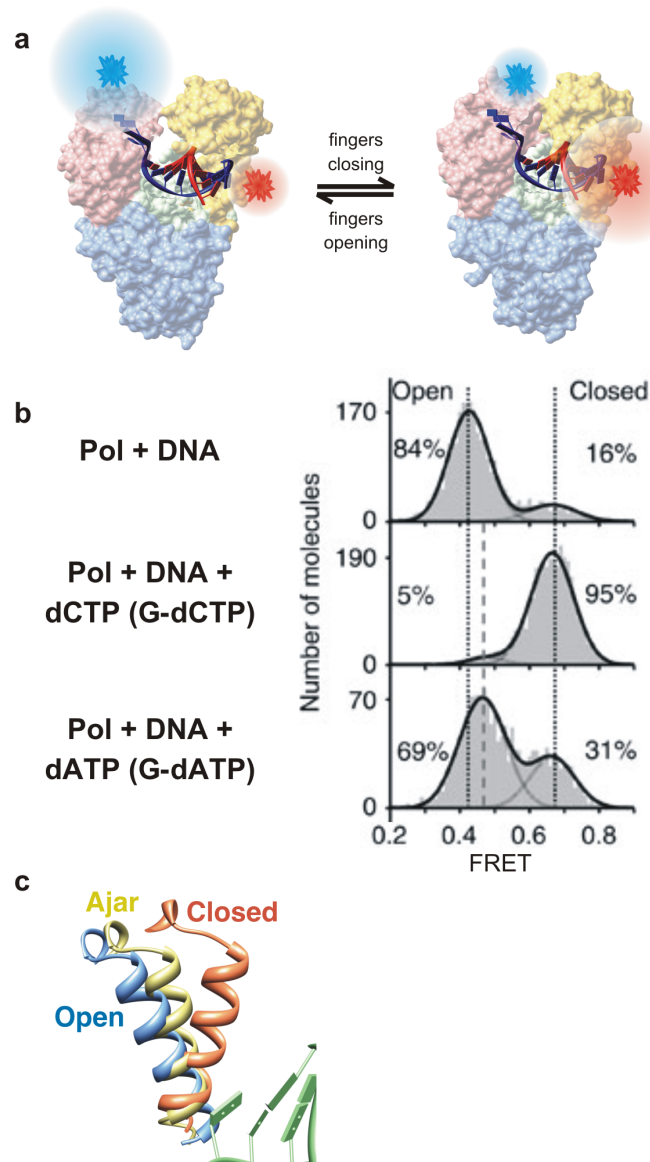 a
fingers
closing
fingers
opening
b
Pol + DNA
Pol + DNA +
dCTP (G-dCTP)
Pol + DNA +
dATP (G-dATP)
Number of molecules
Open
Closed
170
84%
16%
0
190
5%
95%
0
70
69%
31%
0
0.2
0.4
0.6
0.8
FRET
c
Ajar
Closed
Open